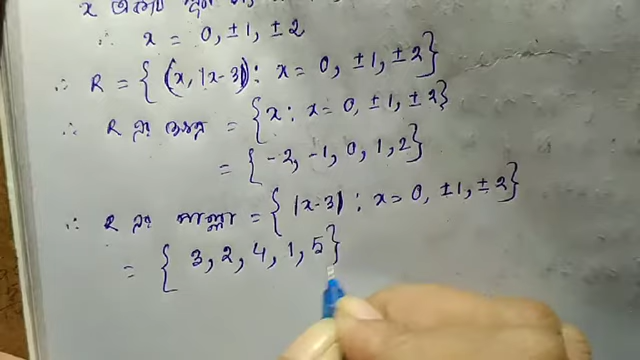 x একটা
∴ x = 0, ±1, ±2
∴ R = {(x, |x-3|) : x = 0, ±1, ±2}
∴ R এর = {x : x = 0, ±1, ±2}
= {-2, -1, 0, 1, 2}
∴ R এর পাল্লা = {|x-3| : x = 0, ±1, ±2}
= {3, 2, 4, 1, 5}